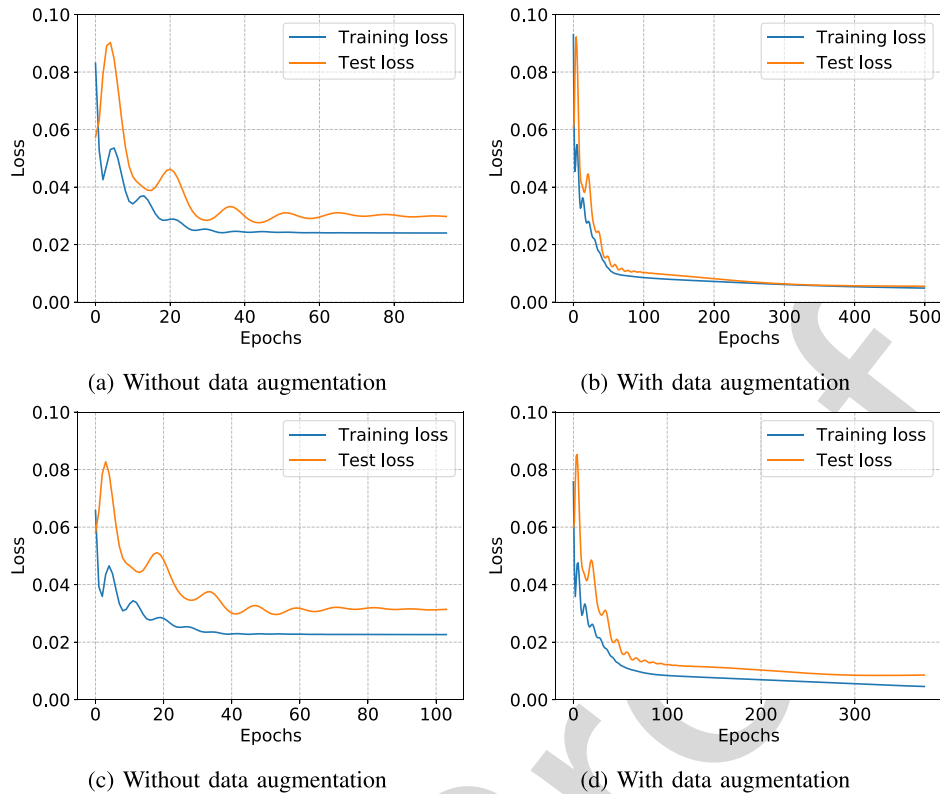 0.10
0.08
0.06
0.04
0.02
0.00
Loss
0
20
40
60
80
Epochs
Training loss
Test loss
(a) Without data augmentation
0.10
0.08
0.06
0.04
0.02
0.00
Loss
0
100
200
300
400
500
Epochs
Training loss
Test loss
(b) With data augmentation
0.10
0.08
0.06
0.04
0.02
0.00
Loss
0
20
40
60
80
100
Epochs
Training loss
Test loss
(c) Without data augmentation
0.10
0.08
0.06
0.04
0.02
0.00
Loss
0
100
200
300
Epochs
Training loss
Test loss
(d) With data augmentation